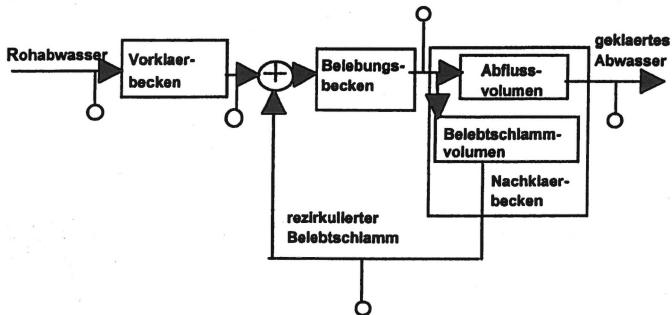 Rohabwasser
Vorklaer-
becken
Belebungs-
becken
Abfluss-
volumen
geklaertes
Abwasser
Belebtschlamm-
volumen
Nachklaer-
becken
rezirkulierter
Belebtschlamm